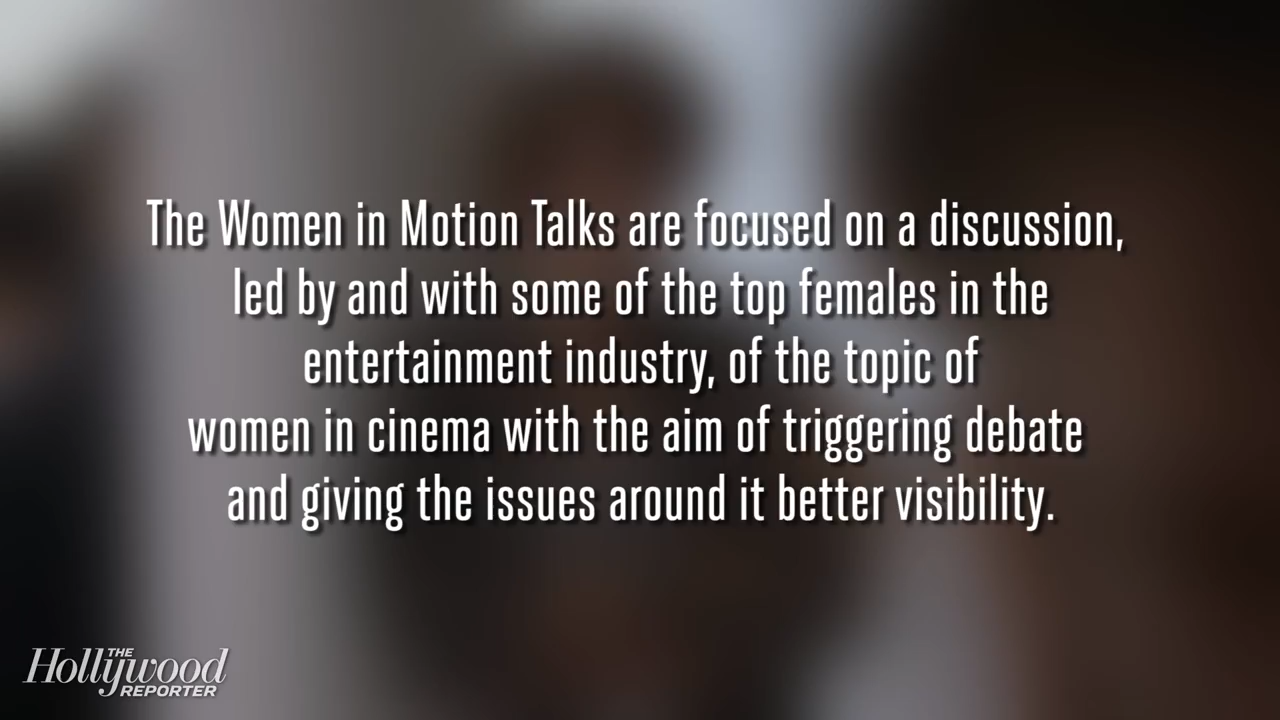 The Women in Motion Talks are focused on a discussion,
led by and with some of the top females in the
entertainment industry, of the topic of
women in cinema with the aim of triggering debate
and giving the issues around it better visibility.
THE
Hollywood
REPORTER